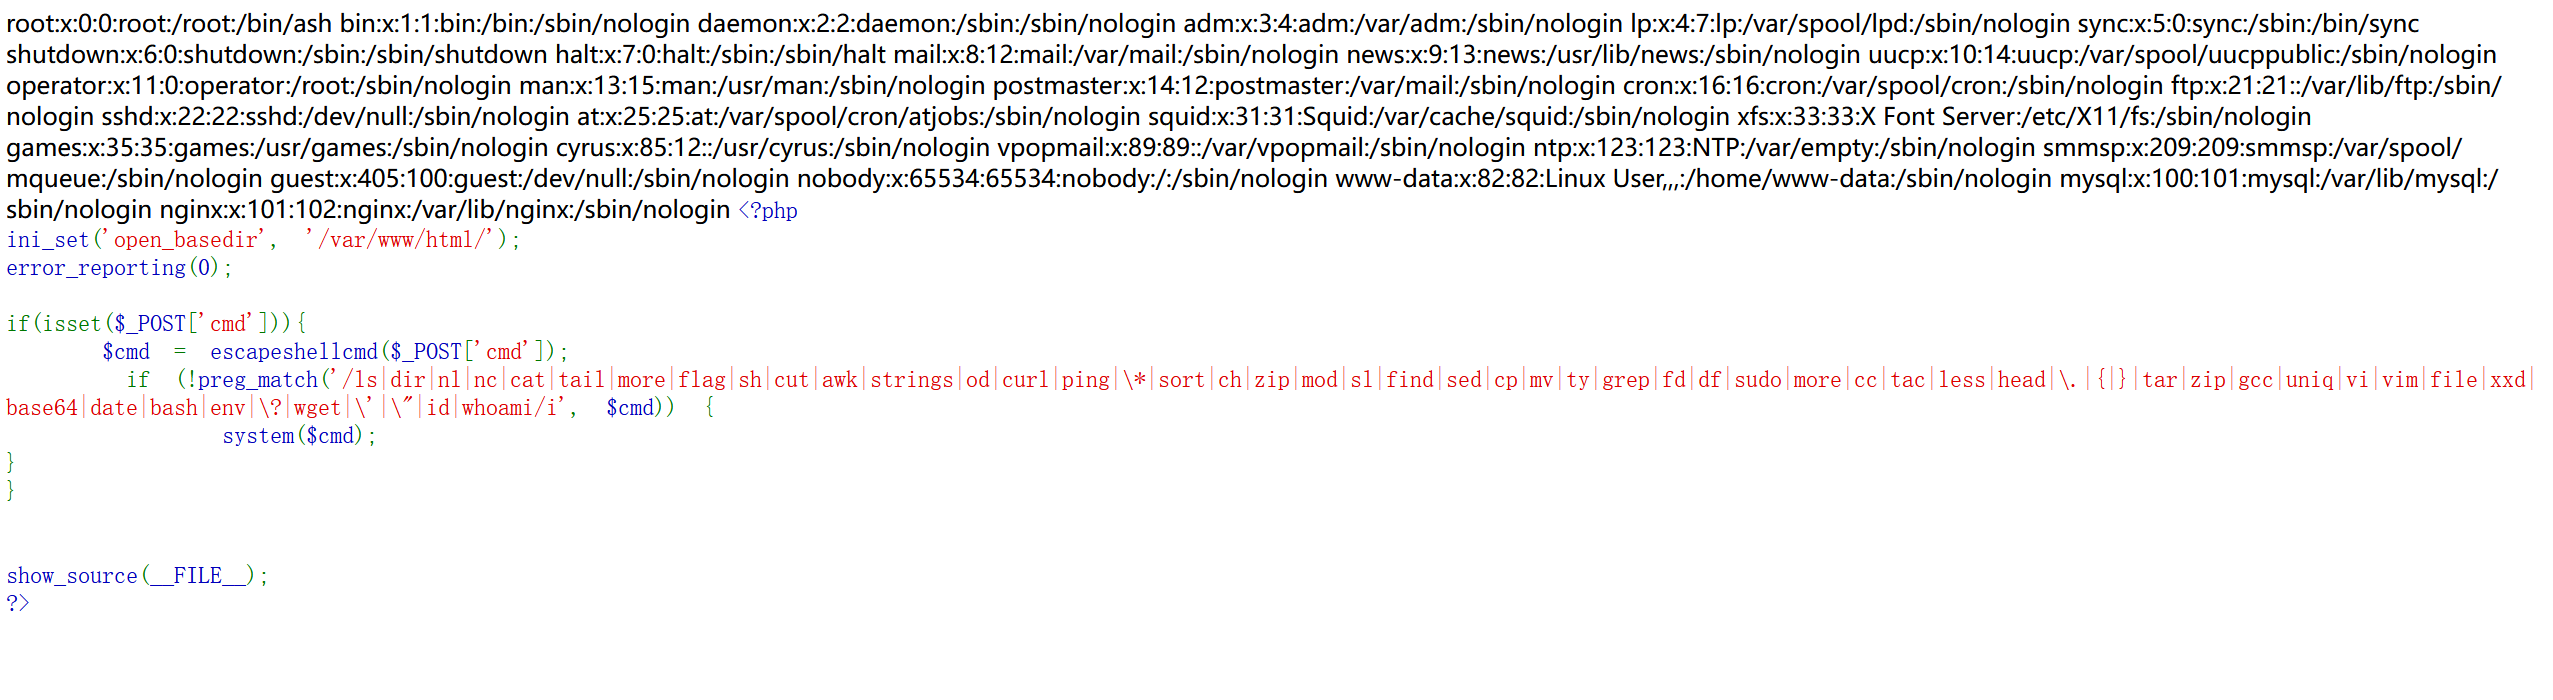 root:x:0:0:root:/root:/bin/ash bin:x:1:1:bin:/bin:/sbin/nologin daemon:x:2:2:daemon:/sbin:/sbin/nologin adm:x:3:4:adm:/var/adm:/sbin/nologin lp:x:4:7:lp:/var/spool/lpd:/sbin/nologin sync:x:5:0:sync:/sbin:/bin/sync
shutdown:x:6:0:shutdown:/sbin:/sbin/shutdown halt:x:7:0:halt:/sbin:/sbin/halt mail:x:8:12:mail:/var/mail:/sbin/nologin news:x:9:13:news:/usr/lib/news:/sbin/nologin uucp:x:10:14:uucp:/var/spool/uucppublic:/sbin/nologin
operator:x:11:0:operator:/root:/sbin/nologin man:x:13:15:man:/usr/man:/sbin/nologin postmaster:x:14:12:postmaster:/var/mail:/sbin/nologin cron:x:16:16:cron:/var/spool/cron:/sbin/nologin ftp:x:21:21::/var/lib/ftp:/sbin/
nologin sshd:x:22:22:sshd:/dev/null:/sbin/nologin at:x:25:25:at:/var/spool/cron/atjobs:/sbin/nologin squid:x:31:31:Squid:/var/cache/squid:/sbin/nologin xfs:x:33:33:X Font Server:/etc/X11/fs:/sbin/nologin
games:x:35:35:games:/usr/games:/sbin/nologin cyrus:x:85:12::/usr/cyrus:/sbin/nologin vpopmail:x:89:89::/var/vpopmail:/sbin/nologin ntp:x:123:123:NTP:/var/empty:/sbin/nologin smmsp:x:209:209:smmsp:/var/spool/
mqueue:/sbin/nologin guest:x:405:100:guest:/dev/null:/sbin/nologin nobody:x:65534:65534:nobody:/:/sbin/nologin www-data:x:82:82:Linux User,,,:/home/www-data:/sbin/nologin mysql:x:100:101:mysql:/var/lib/mysql:/
sbin/nologin nginx:x:101:102:nginx:/var/lib/nginx:/sbin/nologin <?php
ini_set('open_basedir', '/var/www/html/');
error_reporting(0);
if(isset($_POST['cmd'])){
$cmd = escapeshellcmd($_POST['cmd']);
if (!preg_match('/ls|dir|nl|nc|cat|tail|more|flag|sh|cut|awk|strings|od|curl|ping|\*|sort|ch|zip|mod|sl|find|sed|cp|mv|ty|grep|fd|df|sudo|more|cc|tac|less|head|\.|{|}|tar|zip|gcc|uniq|vi|vim|file|xxd|
base64|date|bash|env|\?|wget|\'|\"|id|whoami/i', $cmd)) {
system($cmd);
}
}
show_source(__FILE__);
?>